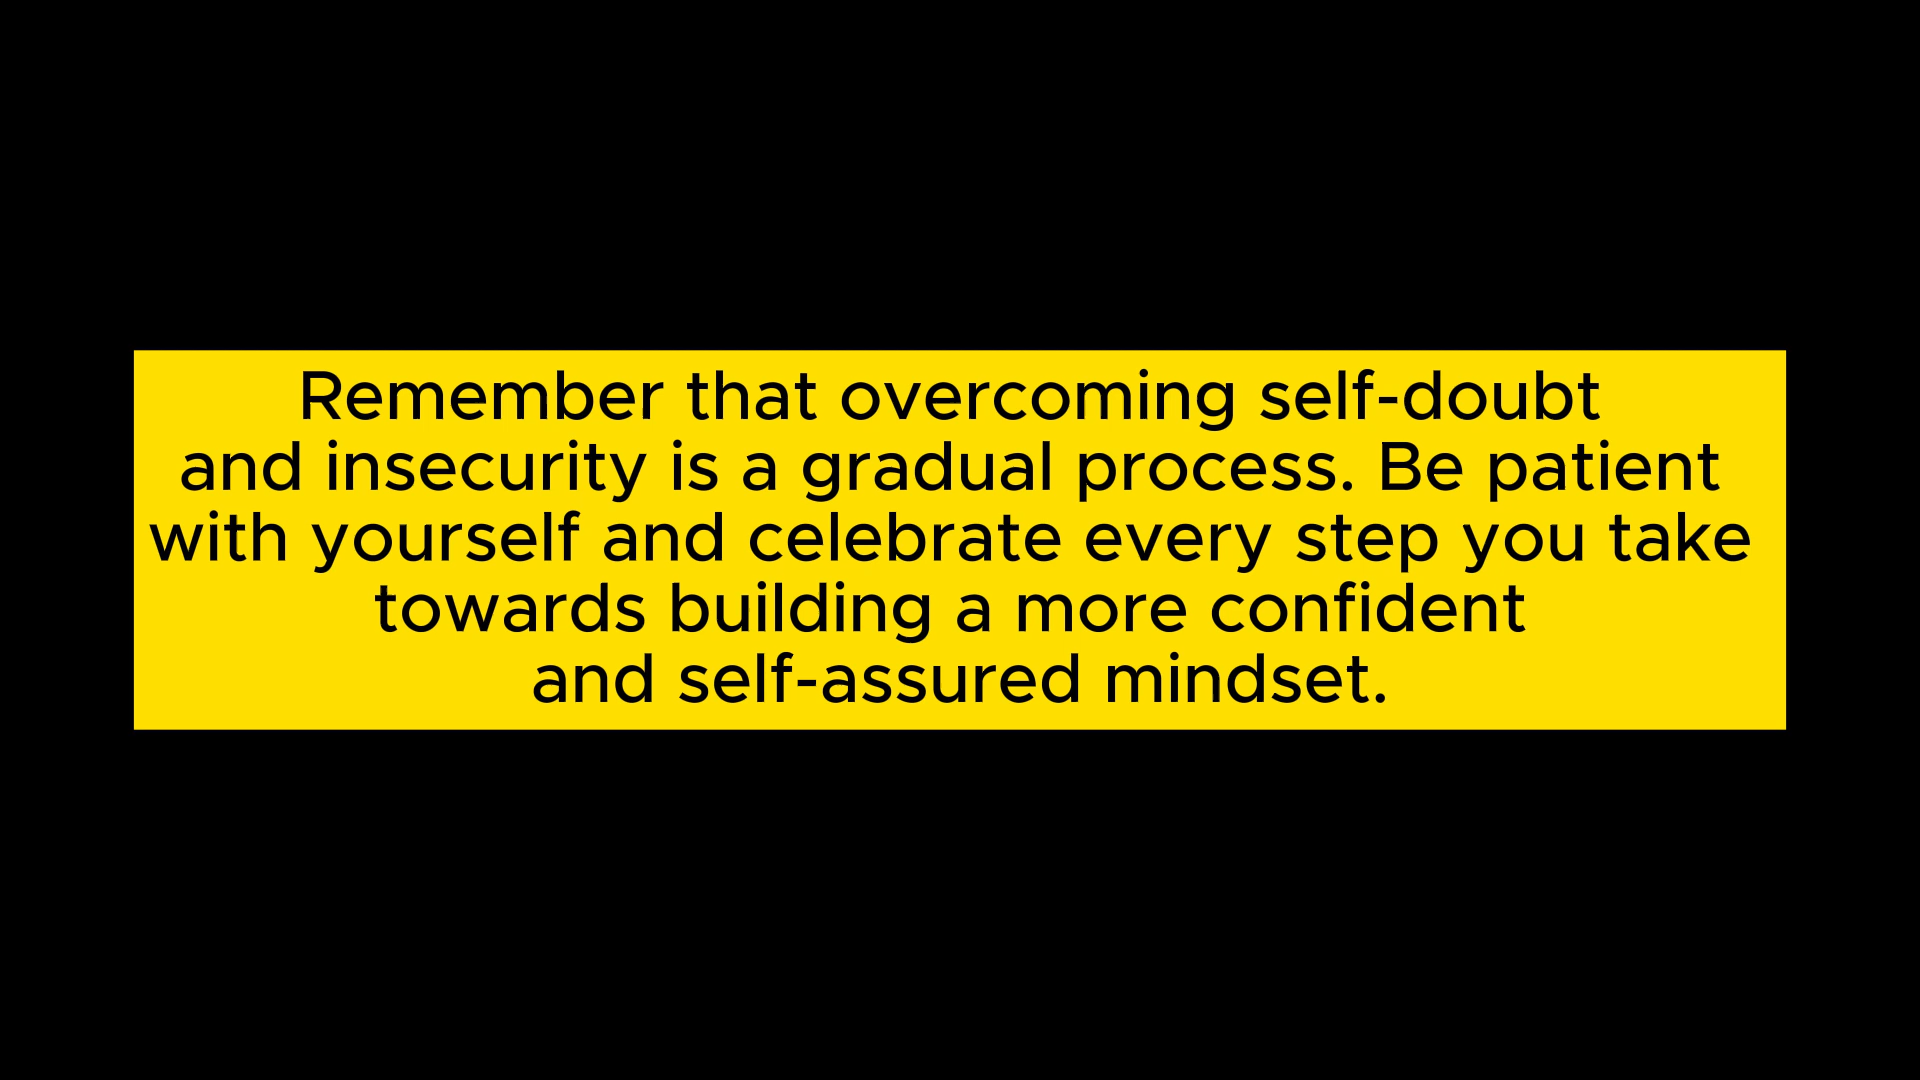 Remember that overcoming self-doubt
and insecurity is a gradual process. Be patient
with yourself and celebrate every step you take
towards building a more confident
and self-assured mindset.